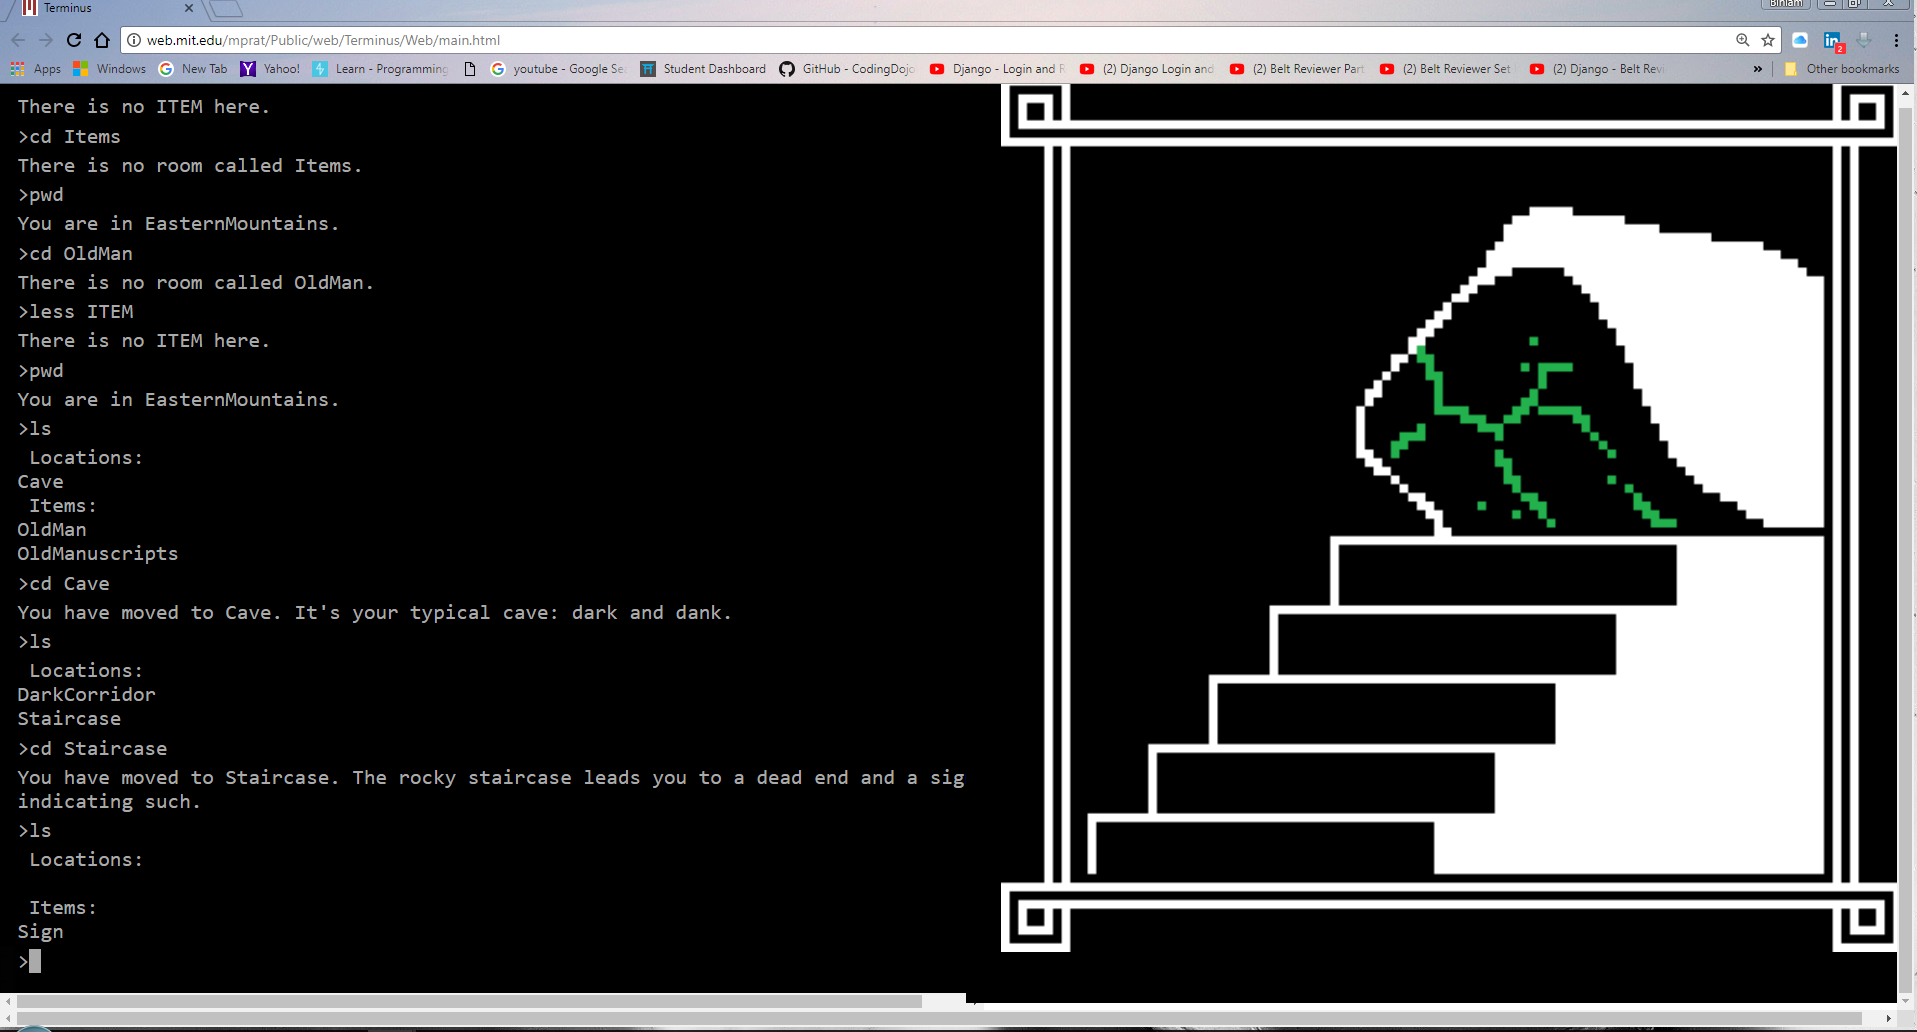 Terminus
Biniam
web.mit.edu/mprat/Public/web/Terminus/Web/main.html
2
Apps Windows New Tab Yahoo! Learn - Programming youtube - Google Se Student Dashboard GitHub - CodingDojo Django - Login and R (2) Django Login and (2) Belt Reviewer Part (2) Belt Reviewer Set (2) Django - Belt Revi » Other bookmarks
There is no ITEM here.
>cd Items
There is no room called Items.
>pwd
You are in EasternMountains.
>cd OldMan
There is no room called OldMan.
>less ITEM
There is no ITEM here.
>pwd
You are in EasternMountains.
>ls
Locations:
Cave
Items:
OldMan
OldManuscripts
>cd Cave
You have moved to Cave. It's your typical cave: dark and dank.
>ls
Locations:
DarkCorridor
Staircase
>cd Staircase
You have moved to Staircase. The rocky staircase leads you to a dead end and a sig
indicating such.
>ls
Locations:
Items:
Sign
>